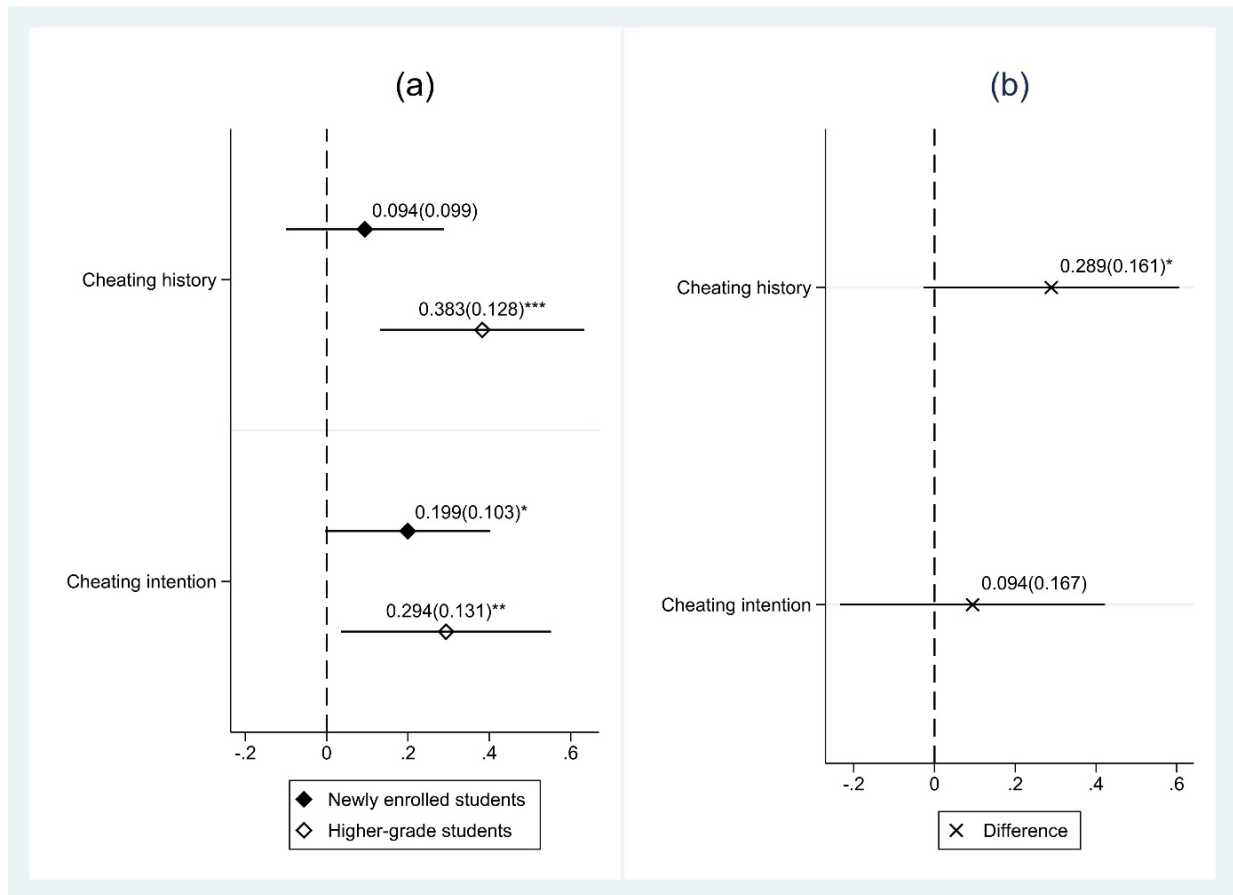 (a)
0.094(0.099)
Cheating history
0.383(0.128)***
0.199(0.103)*
Cheating intention
0.294(0.131)**
-.2 0 .2 .4 .6
Newly enrolled students
Higher-grade students
(b)
0.289(0.161)*
Cheating history
0.094(0.167)
Cheating intention
-.2 0 .2 .4 .6
Difference